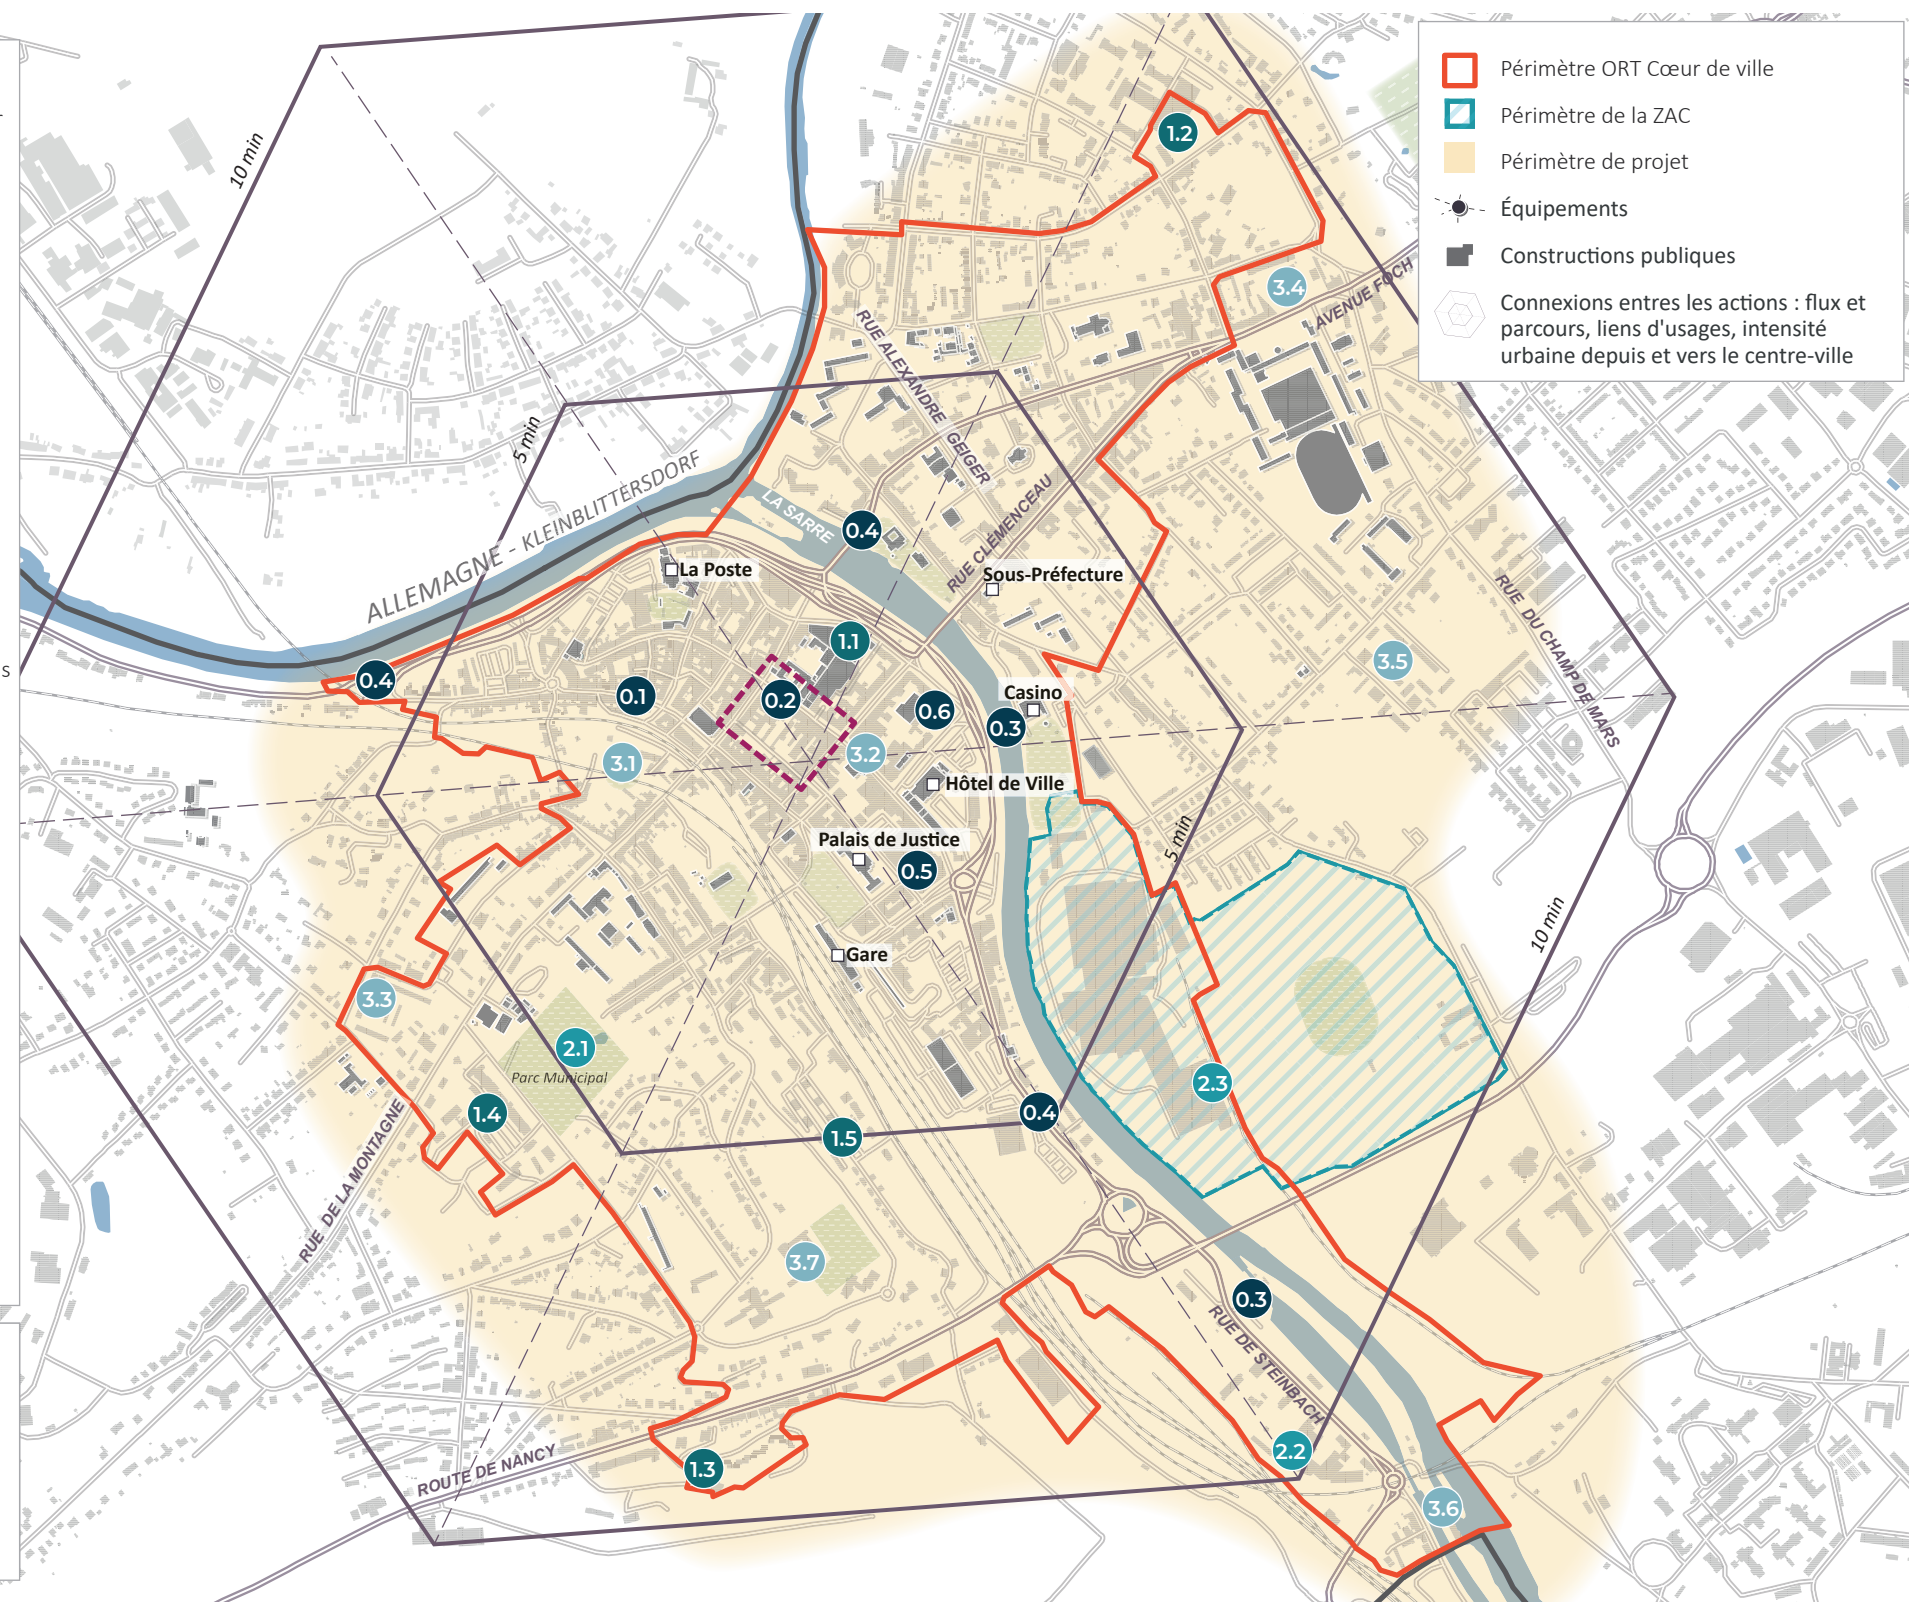 Périmètre ORT Cœur de ville
Périmètre de la ZAC
Périmètre de projet
Équipements
Constructions publiques
Connexions entres les actions : flux et
parcours, liens d'usages, intensité
urbaine depuis et vers le centre-ville
1.2
10 min
3.4
AVENUE FOCH
RUE ALEXANDRE GEIGER
5 min
ALLEMAGNE - KLEINBLITTERSDORF
LA SARRE
0.4
RUE CLÉMENCEAU
La Poste
Sous-Préfecture
RUE DU CHAMP DE MARS
1.1
3.5
S
0.4
0.1
0.2
0.6
Casino
0.3
3.1
3.2
Hôtel de Ville
Palais de Justice
5 min
0.5
10 min
Gare
3.3
2.1
Parc Municipal
2.3
1.4
0.4
1.5
RUE DE LA MONTAGNE
3.7
0.3
RUE DE STEINBACH
2.2
1.3
ROUTE DE NANCY
3.6